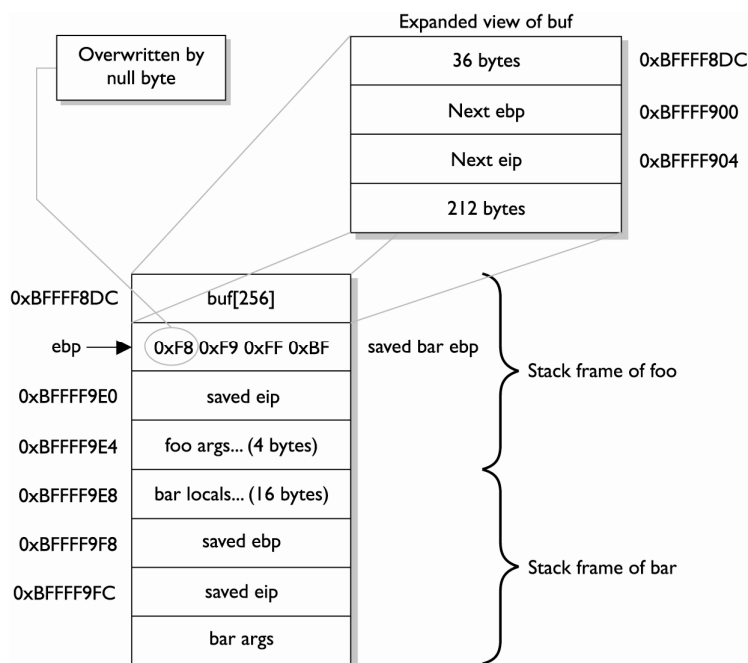 Expanded view of buf
Overwritten by
null byte
36 bytes
0xBFFFF8DC
Next ebp
0xBFFFF900
Next eip
0xBFFFF904
212 bytes
0xBFFFF8DC
buf[256]
ebp
0xF8 0xF9 0xFF 0xBF
saved bar ebp
Stack frame of foo
0xBFFFF9E0
saved eip
0xBFFFF9E4
foo args... (4 bytes)
0xBFFFF9E8
bar locals... (16 bytes)
0xBFFFF9F8
saved ebp
Stack frame of bar
0xBFFFF9FC
saved eip
bar args